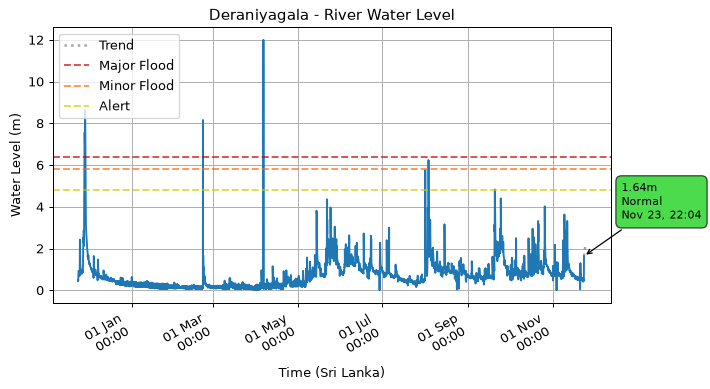 Deraniyagala - River Water Level
Trend
Major Flood
Minor Flood
Alert
12
10
8
6
4
2
0
Water Level (m)
1.64m
Normal
Nov 23, 22:04
01 Jan
00:00
01 Mar
00:00
01 May
00:00
01 Jul
00:00
01 Sep
00:00
01 Nov
00:00
Time (Sri Lanka)